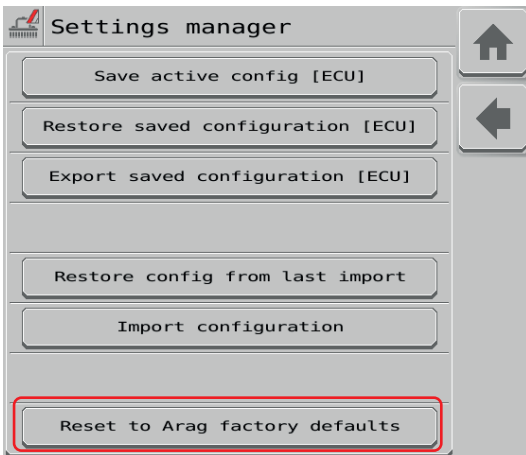 Settings manager
Save active config [ECU]
Restore saved configuration [ECU]
Export saved configuration [ECU]
Restore config from last import
Import configuration
Reset to Arag factory defaults